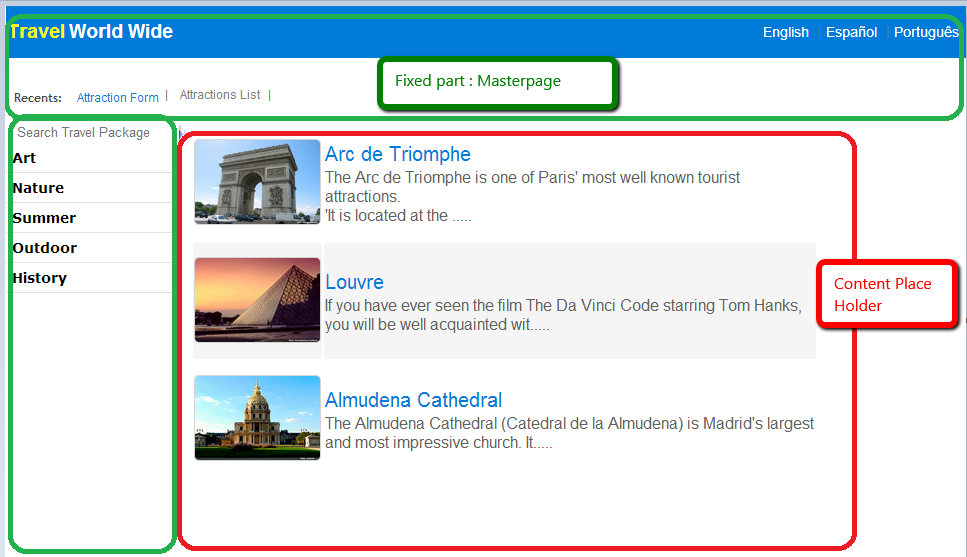 Travel World Wide
English Español Português
Fixed part : Masterpage
Recents: Attraction Form | Attractions List |
Search Travel Package
Art
Nature
Summer
Outdoor
History
Arc de Triomphe
The Arc de Triomphe is one of Paris' most well known tourist
attractions.
'It is located at the .....
Louvre
If you have ever seen the film The Da Vinci Code starring Tom Hanks,
you will be well acquainted wit.....
Content Place
Holder
Almudena Cathedral
The Almudena Cathedral (Catedral de la Almudena) is Madrid's largest
and most impressive church. It.....